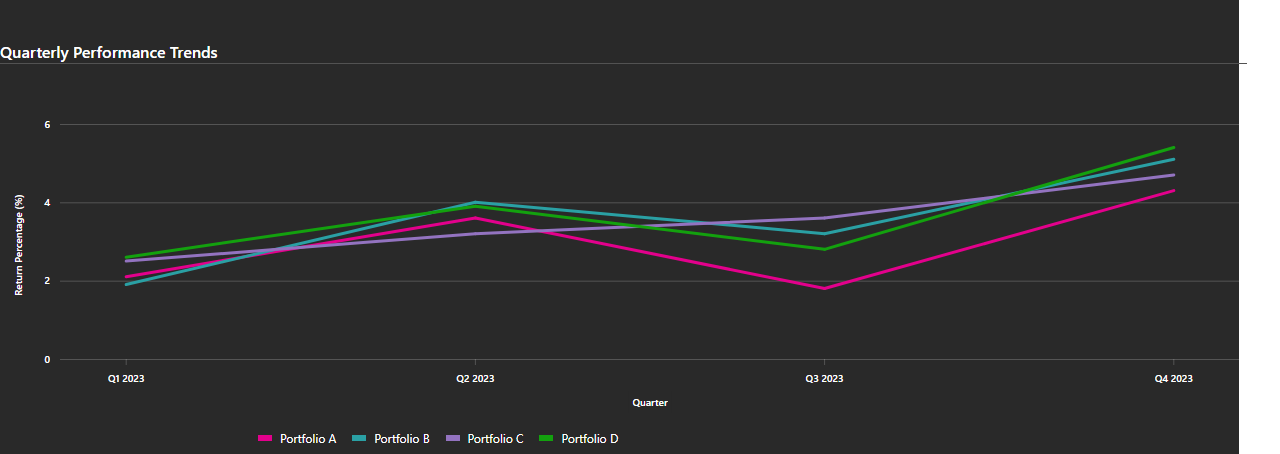 Quarterly Performance Trends
6
4
2
0
Return Percentage (%)
Q1 2023 Q2 2023 Q3 2023 Q4 2023
Quarter
Portfolio A Portfolio B Portfolio C Portfolio D